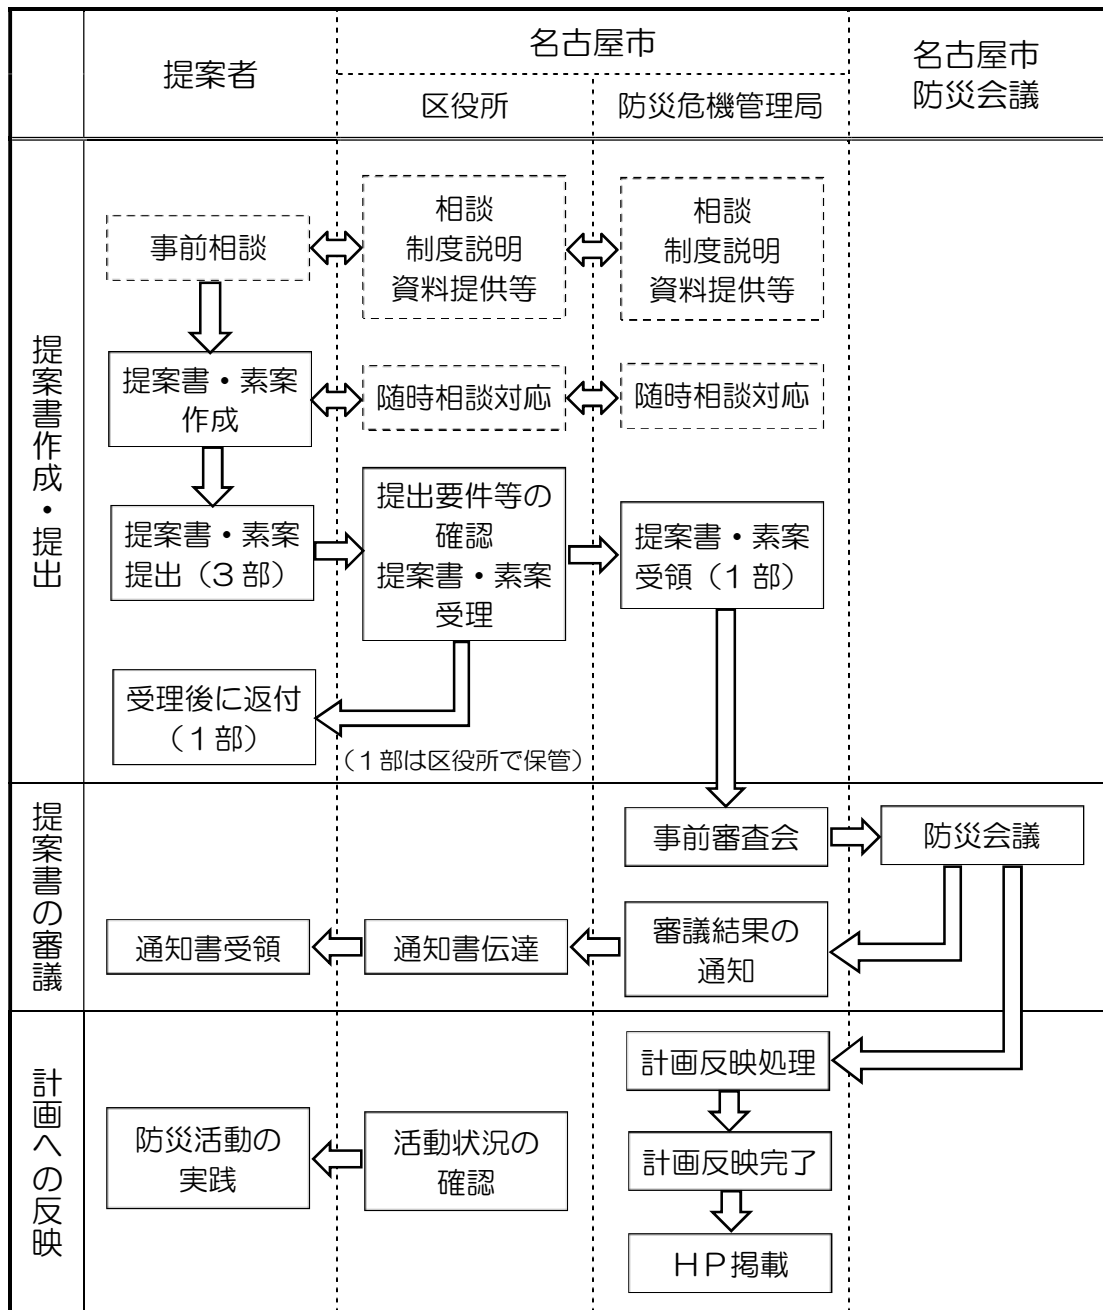 提案者
名古屋市
区役所
防災危機管理局
名古屋市
防災会議
提案書作成・提出
事前相談
相談
制度説明
資料提供等
相談
制度説明
資料提供等
提案書・素案
作成
随時相談対応
随時相談対応
提案書・素案
提出（３部）
提出要件等の
確認
提案書・素案
受理
提案書・素案
受領（１部）
受理後に返付
（１部）
（１部は区役所で保管）
提案書の審議
事前審査会
防災会議
通知書受領
通知書伝達
審議結果の
通知
計画への反映
計画反映処理
防災活動の
実践
活動状況の
確認
計画反映完了
ＨＰ掲載